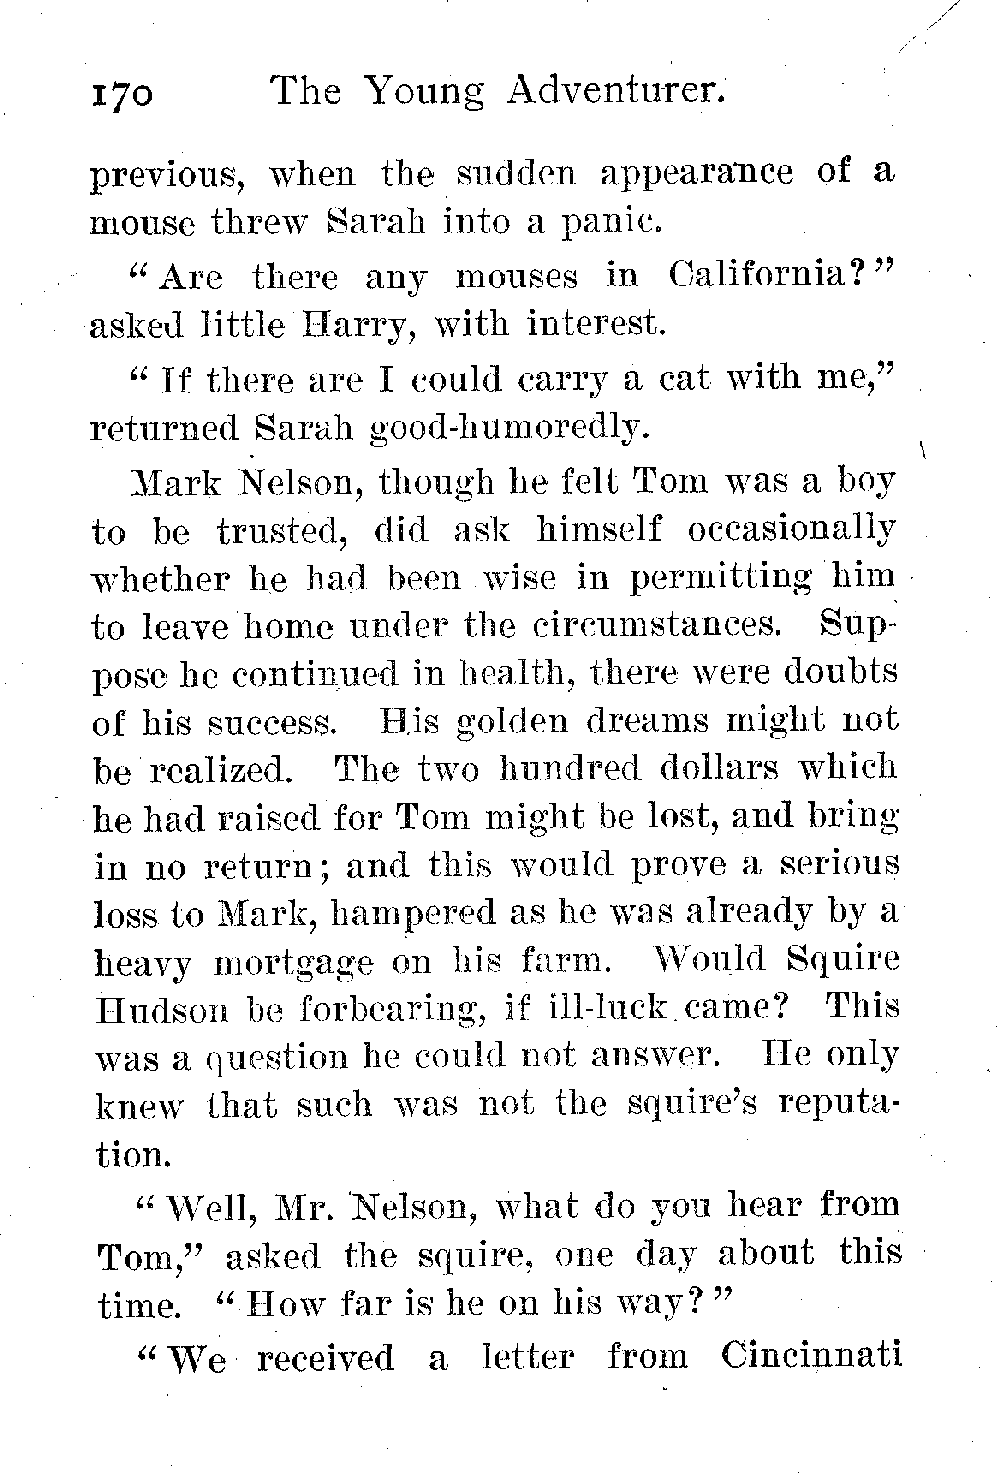 170 The Young Adventurer.
previous, when the sudden appearance of a
mouse threw Sarah into a panic.
“ Are there any mouses in California? ”
asked little Harry, with interest.
“ If there are I could carry a cat with me,”
returned Sarah good-humoredly.
Mark Nelson, though he felt Tom was a boy
to be trusted, did ask himself occasionally
whether he had been wise in permitting him
to leave home under the circumstances. Sup-
pose he continued in health, there were doubts
of his success. His golden dreams might not
be realized. The two hundred dollars which
he had raised for Tom might be lost, and bring
in no return; and this would prove a serious
loss to Mark, hampered as he was already by a
heavy mortgage on his farm. Would Squire
Hudson be forbearing, if ill-luck came? This
was a question he could not answer. He only
knew that such was not the squire’s reputa-
tion.
“ Well, Mr. Nelson, what do you hear from
Tom,” asked the squire, one day about this
time. “ How far is he on his way? ”
“ We received a letter from Cincinnati